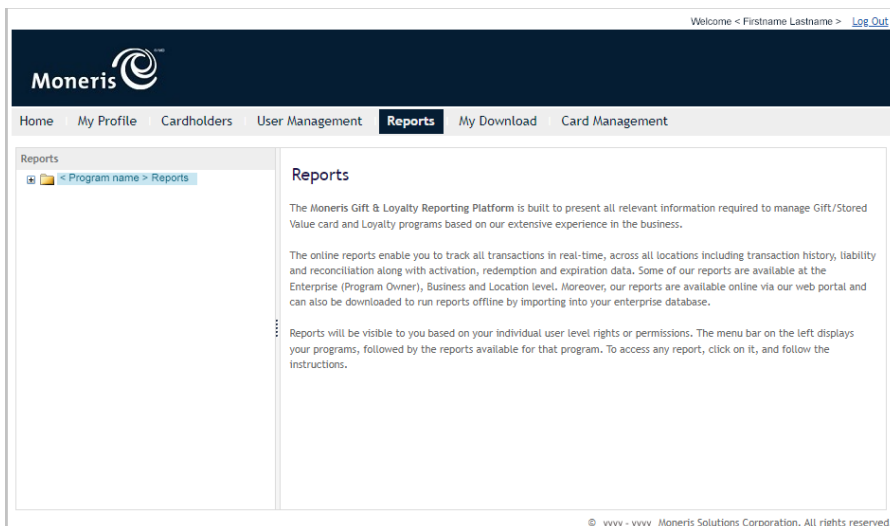 Welcome < Firstname Lastname > Log Out
Moneris
Home My Profile Cardholders User Management Reports My Download Card Management
Reports
< Program name > Reports
Reports
The Moneris Gift & Loyalty Reporting Platform is built to present all relevant information required to manage Gift/Stored
Value card and Loyalty programs based on our extensive experience in the business.
The online reports enable you to track all transactions in real-time, across all locations including transaction history, liability
and reconciliation along with activation, redemption and expiration data. Some of our reports are available at the
Enterprise (Program Owner), Business and Location level. Moreover, our reports are available online via our web portal and
can also be downloaded to run reports offline by importing into your enterprise database.
Reports will be visible to you based on your individual user level rights or permissions. The menu bar on the left displays
your programs, followed by the reports available for that program. To access any report, click on it, and follow the
instructions.
© yyyy - yyyy Moneris Solutions Corporation. All rights reserved